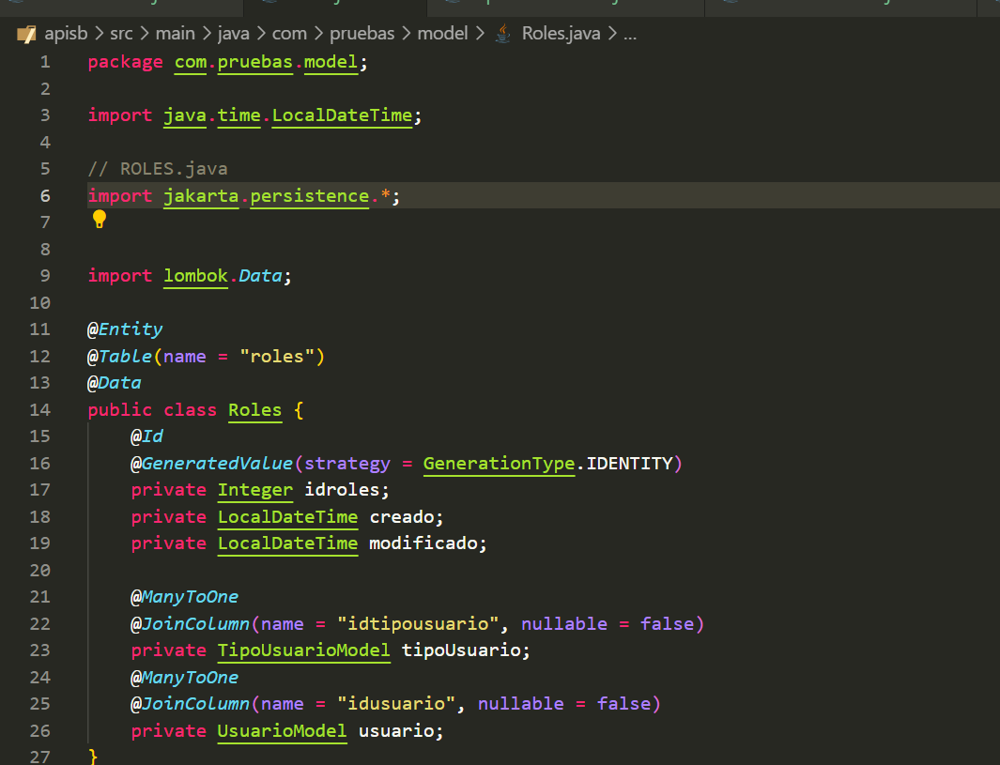 apisb > src > main > java > com > pruebas > model > Roles.java > ...
1 package com.pruebas.model;
2
3 import java.time.LocalDateTime;
4
5 // ROLES.java
6 import jakarta.persistence.*;
7
8
9 import lombok.Data;
10
11 @Entity
12 @Table(name = "roles")
13 @Data
14 public class Roles {
15     @Id
16     @GeneratedValue(strategy = GenerationType.IDENTITY)
17     private Integer idroles;
18     private LocalDateTime creado;
19     private LocalDateTime modificado;
20
21     @ManyToOne
22     @JoinColumn(name = "idtipousuario", nullable = false)
23     private TipoUsuarioModel tipoUsuario;
24     @ManyToOne
25     @JoinColumn(name = "idusuario", nullable = false)
26     private UsuarioModel usuario;
27 }